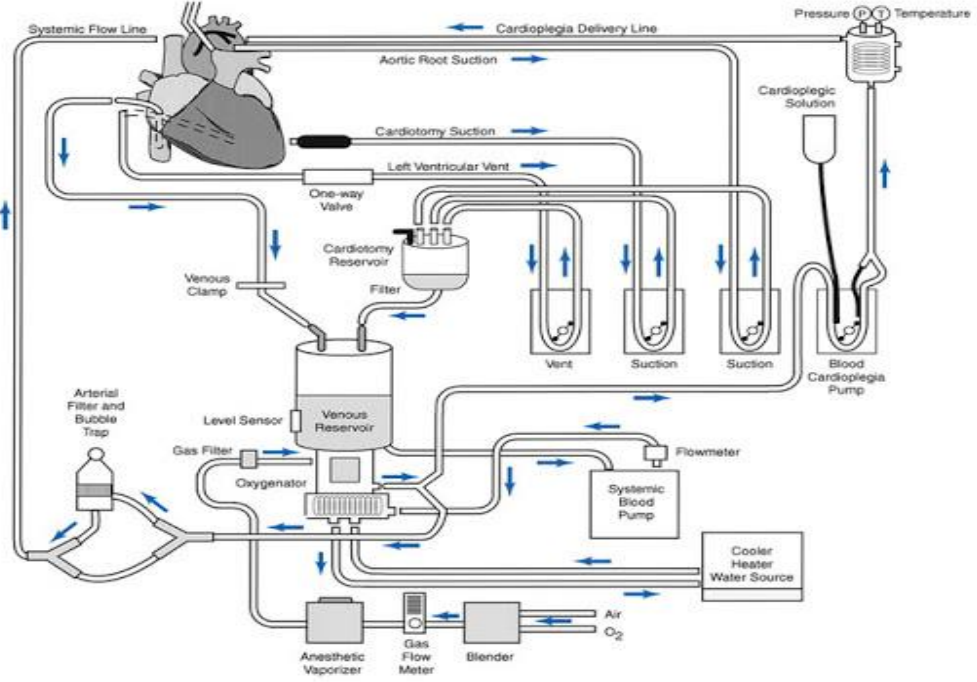 Pressure P T Temperature
Systemic Flow Line
Cardioplegia Delivery Line
Aortic Root Suction
Cardioplegic
Solution
Cardiotomy Suction
Left Ventricular Vent
One-way
Valve
Cardiotomy
Reservoir
Venous
Clamp
Filter
Vent
Suction
Suction
Blood
Cardioplegia
Pump
Arterial
Filter and
Bubble
Trap
Level Sensor
Venous
Reservoir
Gas Filter
Flowmeter
Oxygenator
Systemic
Blood
Pump
Cooler
Heater
Water Source
Air
O2
Anesthetic
Vaporizer
Gas
Flow
Meter
Blender